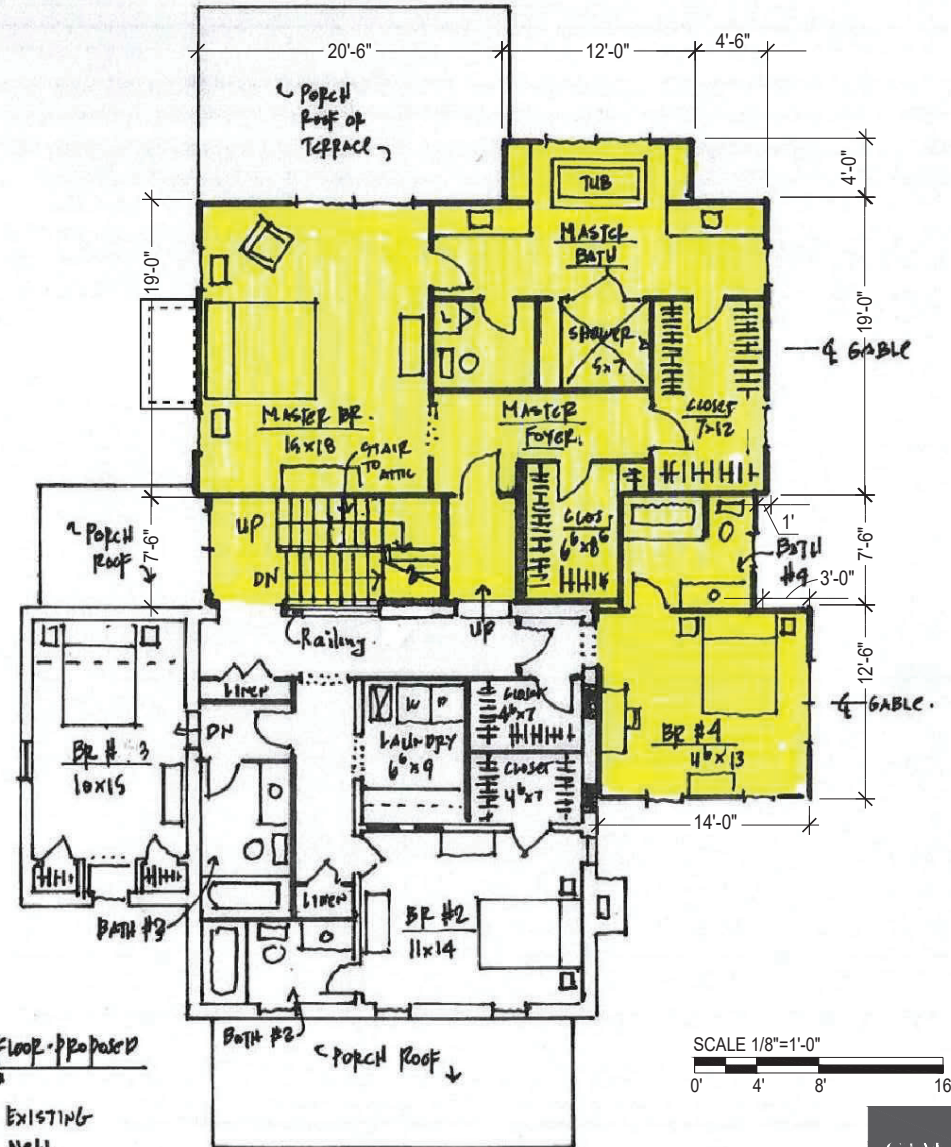 20'-6"
12'-0"
4'-6"
PORCH
ROOF OR
TERRACE
4'-0"
TUB
MASTER
BATH
19'-0"
19'-0"
L
SHOWER
5x7
℄ GABLE
MASTER BR.
15x18
STAIR
TO ATTIC
MASTER
FOYER
CLOSET
7x12
UP
DN
CLOS
6⁶x8⁶
PORCH
ROOF
7'-6"
7'-6"
1'
BATH
#4
3'-0"
Railing
UP
12'-6"
LINEN
DN
W D
LAUNDRY
6⁶x9
4⁶x7
CLOSET
4⁶x7
BR #3
10x15
BR #4
℄ GABLE.
14'-0"
LINEN
BR #2
11x14
BATH #3
BATH #2
PORCH ROOF
FLOOR-PROPOSED
EXISTING
SCALE 1/8"=1'-0"
0' 4' 8' 16